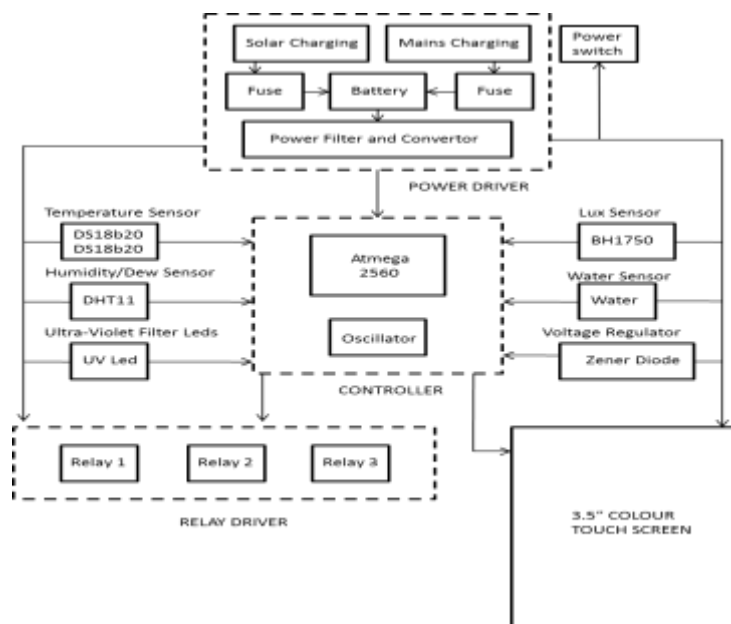 Solar Charging
Mains Charging
Power
switch
Fuse
Battery
Fuse
Power Filter and Convertor
POWER DRIVER
Temperature Sensor
DS18b20
DS18b20
Humidity/Dew Sensor
DHT11
Ultra-Violet Filter Leds
UV Led
Atmega
2560
Oscillator
CONTROLLER
Lux Sensor
BH1750
Water Sensor
Water
Voltage Regulator
Zener Diode
Relay 1
Relay 2
Relay 3
RELAY DRIVER
3.5" COLOUR
TOUCH SCREEN